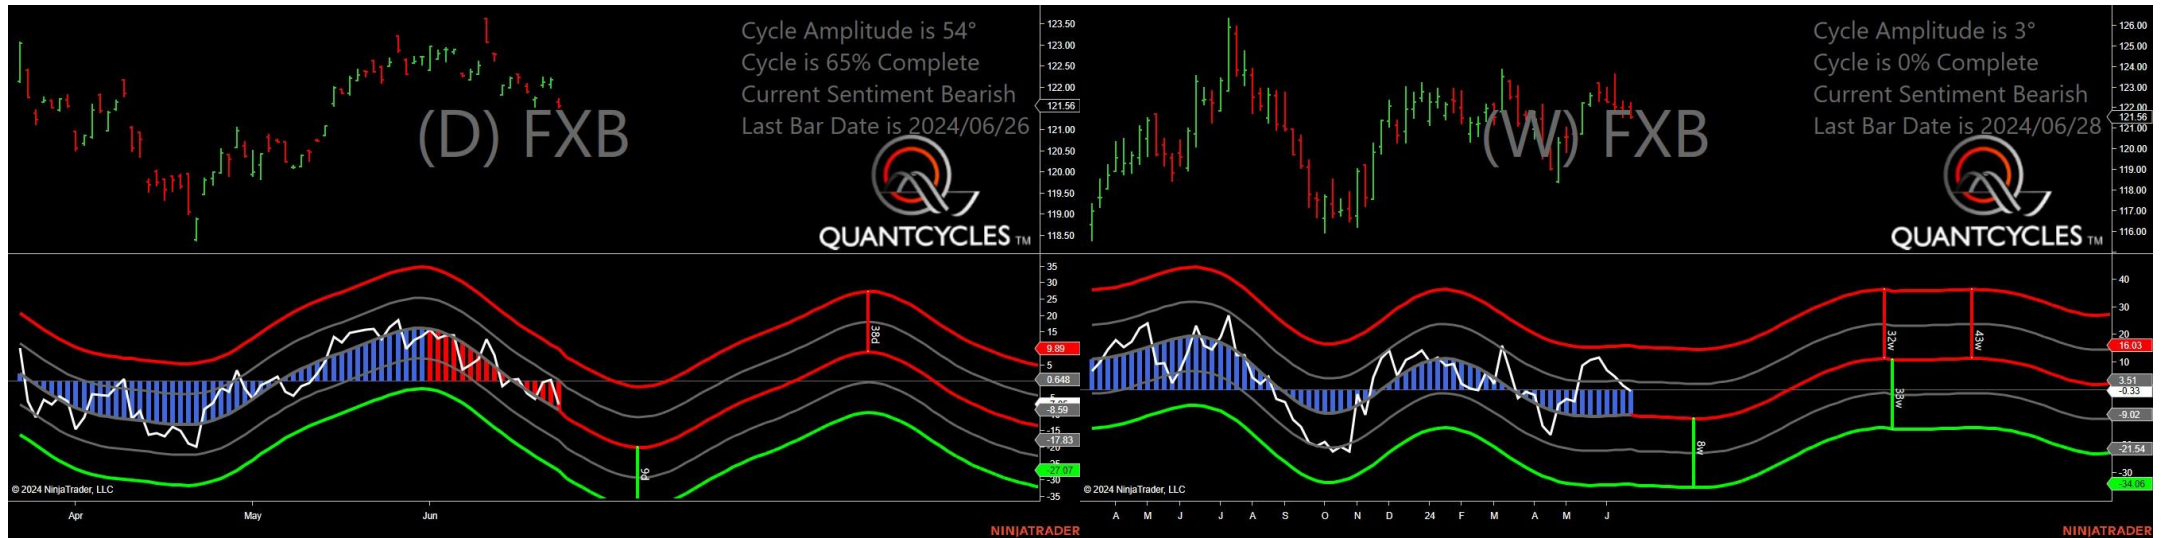 Cycle Amplitude is 54°
Cycle is 65% Complete
Current Sentiment Bearish
Last Bar Date is 2024/06/26
(D) FXB
QUANTCYCLES TM
123.50
123.00
122.50
122.00
121.56
121.00
120.50
120.00
119.50
119.00
118.50
35
30
25
20
15
9.89
5
0.648
-8.59
-15
-17.83
-20
-27.07
-30
-35
38d
9d
© 2024 NinjaTrader, LLC
Apr May Jun
NINJATRADER
Cycle Amplitude is 3°
Cycle is 0% Complete
Current Sentiment Bearish
Last Bar Date is 2024/06/28
(W) FXB
QUANTCYCLES TM
126.00
125.00
124.00
123.00
122.00
121.56
121.00
120.00
119.00
118.00
117.00
116.00
40
30
20
16.03
10
3.51
-0.33
-9.02
-21.54
-30
-34.06
32w
43w
33w
8w
© 2024 NinjaTrader, LLC
A M J J A S O N D 24 F M A M J
NINJATRADER